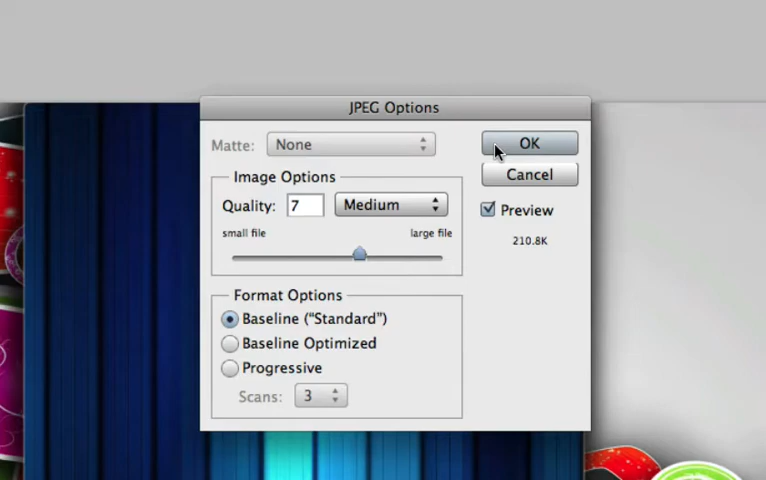 JPEG Options
Matte: None
OK
Cancel
Image Options
Quality: 7 Medium
Preview
small file large file
210.8K
Format Options
Baseline (“Standard”)
Baseline Optimized
Progressive
Scans: 3